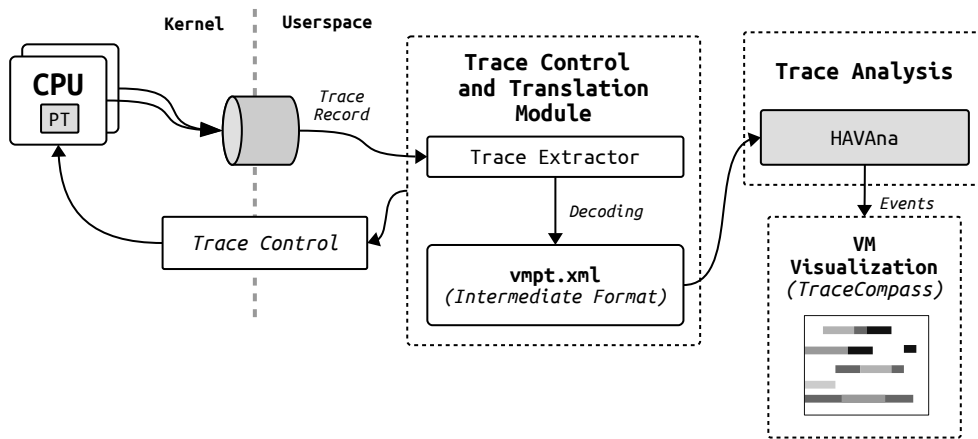 Kernel
Userspace
CPU
PT
Trace
Record
Trace Control
Trace Control
and Translation
Module
Trace Extractor
Decoding
vmpt.xml
(Intermediate Format)
Trace Analysis
HAVAna
Events
VM
Visualization
(TraceCompass)